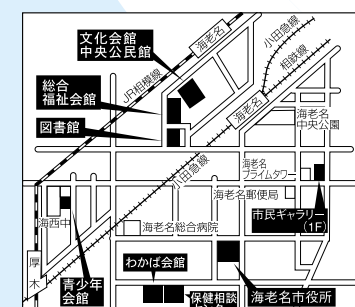 文化会館
中央公民館
海老名
小田急線
相鉄線
JR相模線
総合
福祉会館
図書館
海老名
海老名
中央公園
小田急線
海老名
プライムタワー
海老名郵便局
市民ギャラリー
(1F)
海西中
海老名総合病院
厚木
青少年
会館
わかば会館
保健相談
海老名市役所